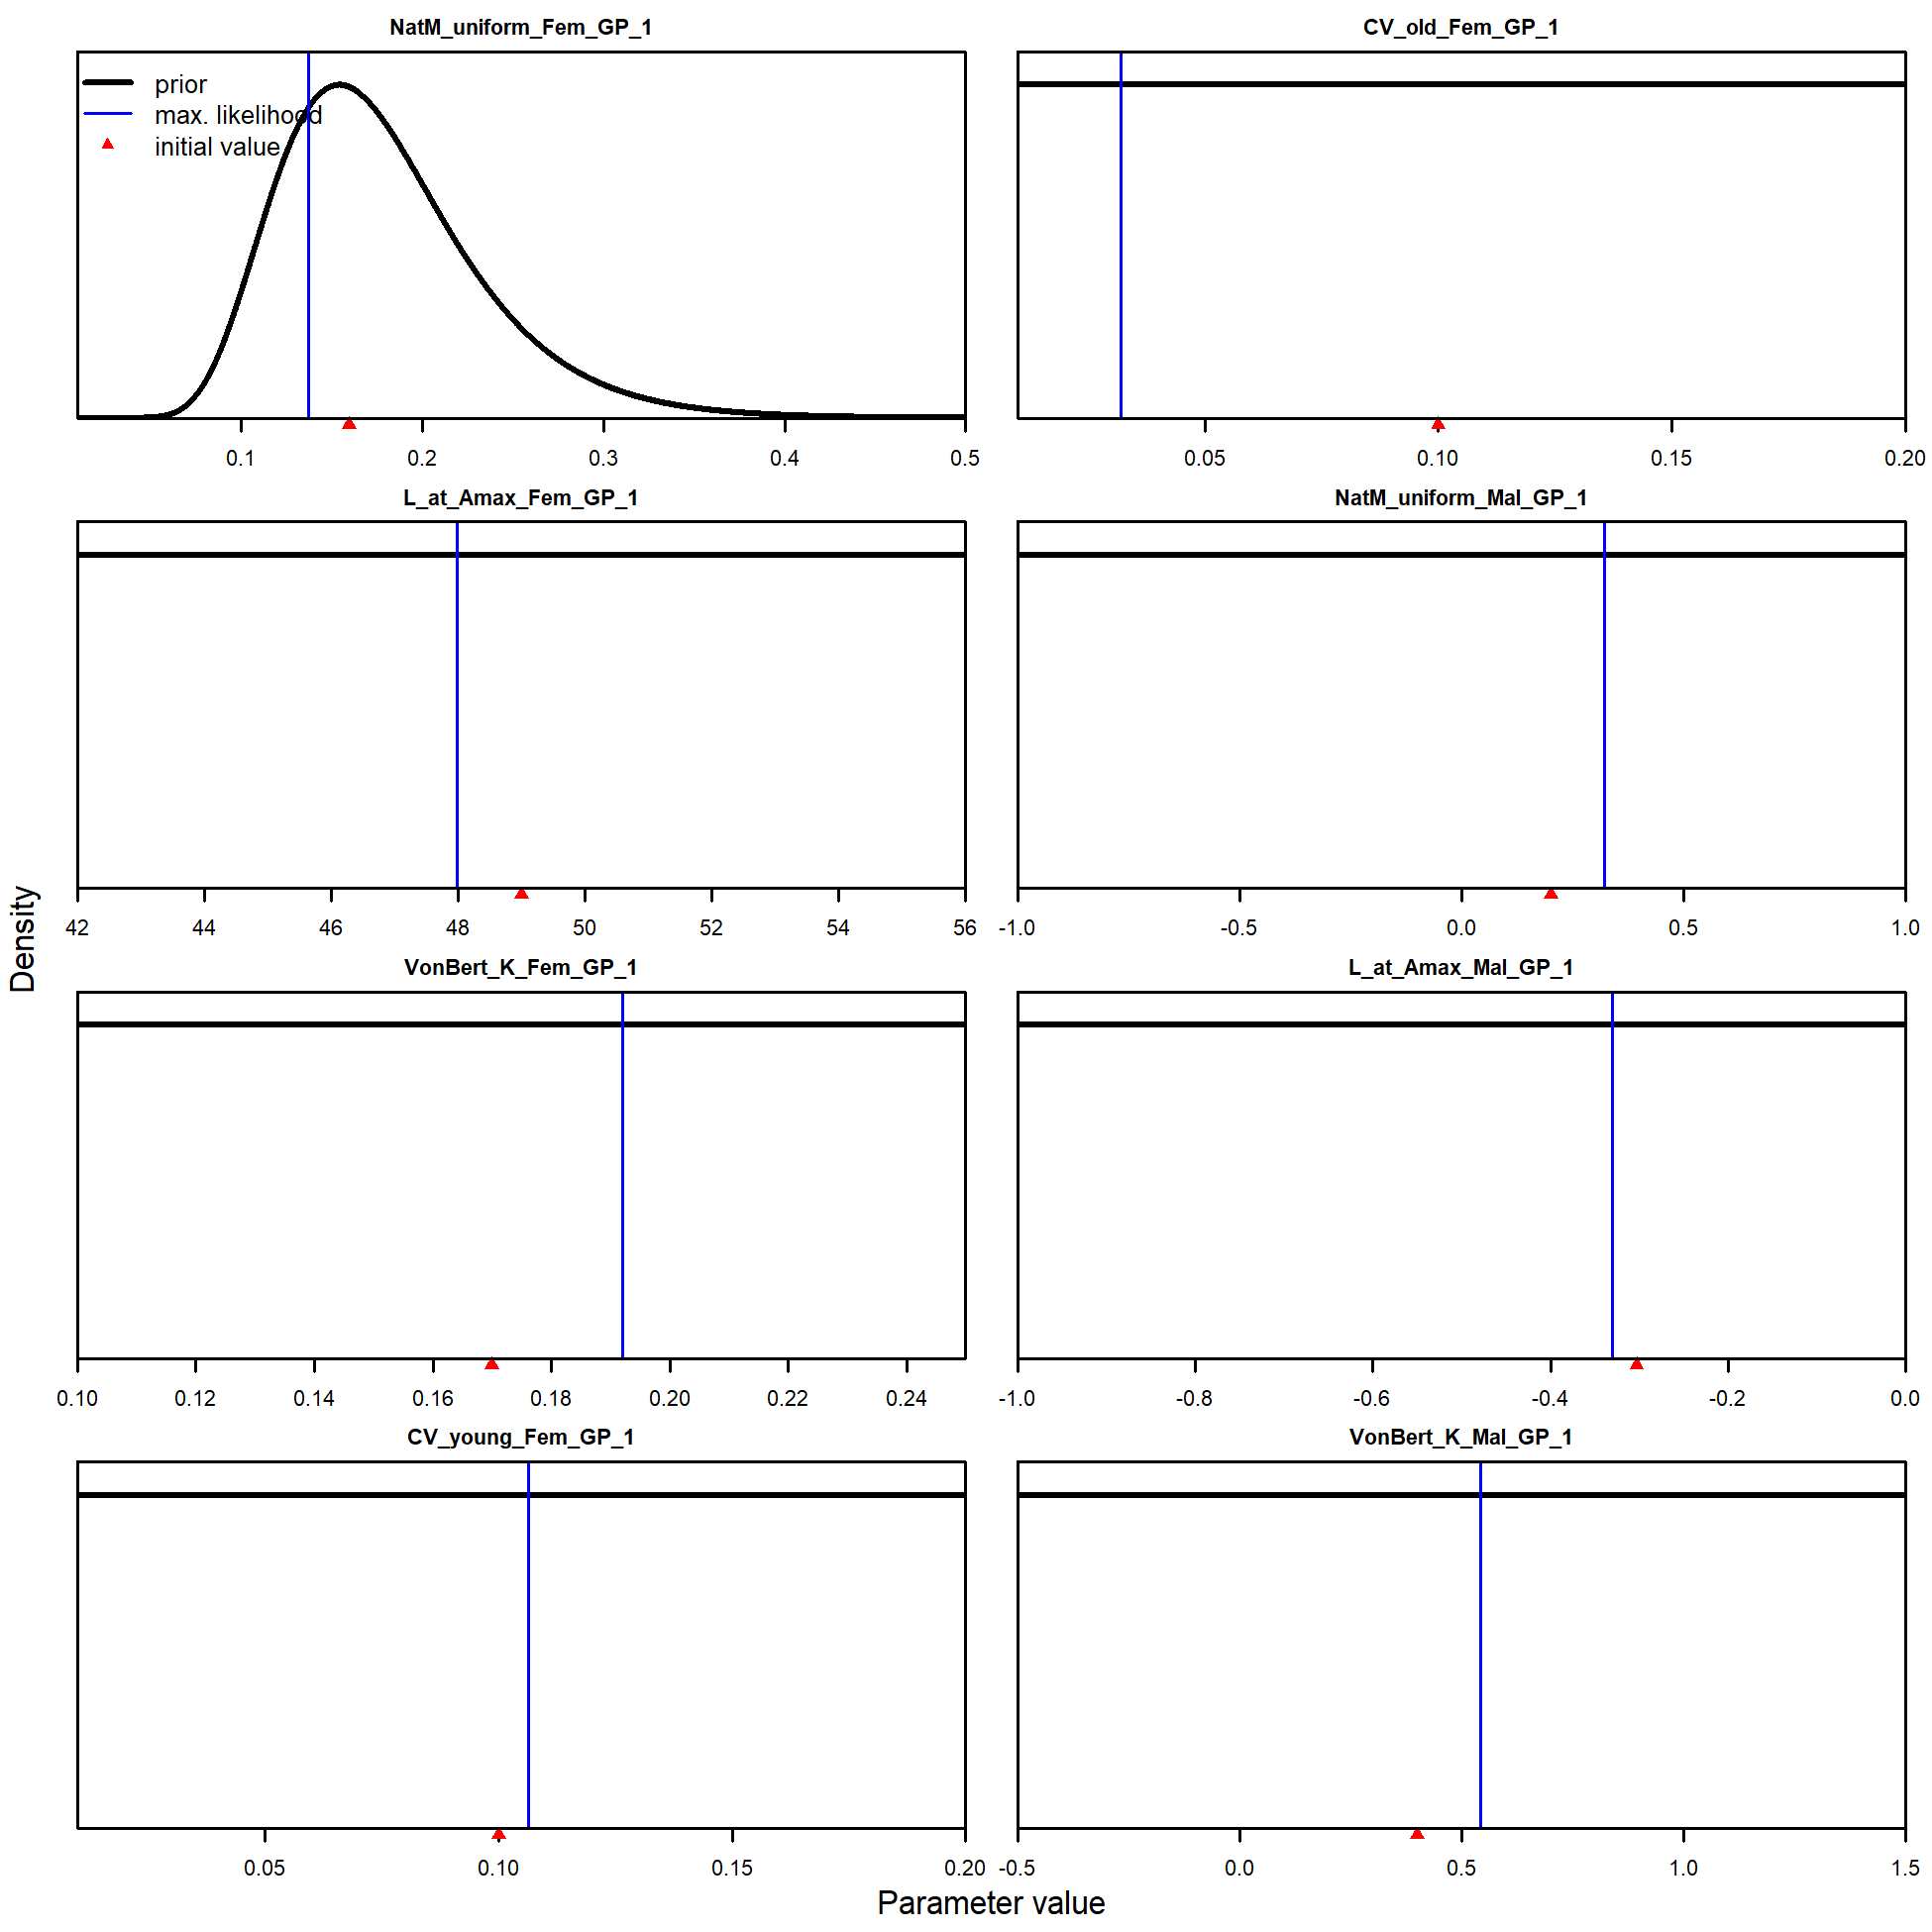 NatM_uniform_Fem_GP_1
prior
max. likelihood
initial value
0.1 0.2 0.3 0.4 0.5
CV_old_Fem_GP_1
0.05 0.10 0.15 0.20
L_at_Amax_Fem_GP_1
42 44 46 48 50 52 54 56
NatM_uniform_Mal_GP_1
-1.0 -0.5 0.0 0.5 1.0
VonBert_K_Fem_GP_1
0.10 0.12 0.14 0.16 0.18 0.20 0.22 0.24
L_at_Amax_Mal_GP_1
-1.0 -0.8 -0.6 -0.4 -0.2 0.0
CV_young_Fem_GP_1
0.05 0.10 0.15 0.20
VonBert_K_Mal_GP_1
-0.5 0.0 0.5 1.0 1.5
Density
Parameter value